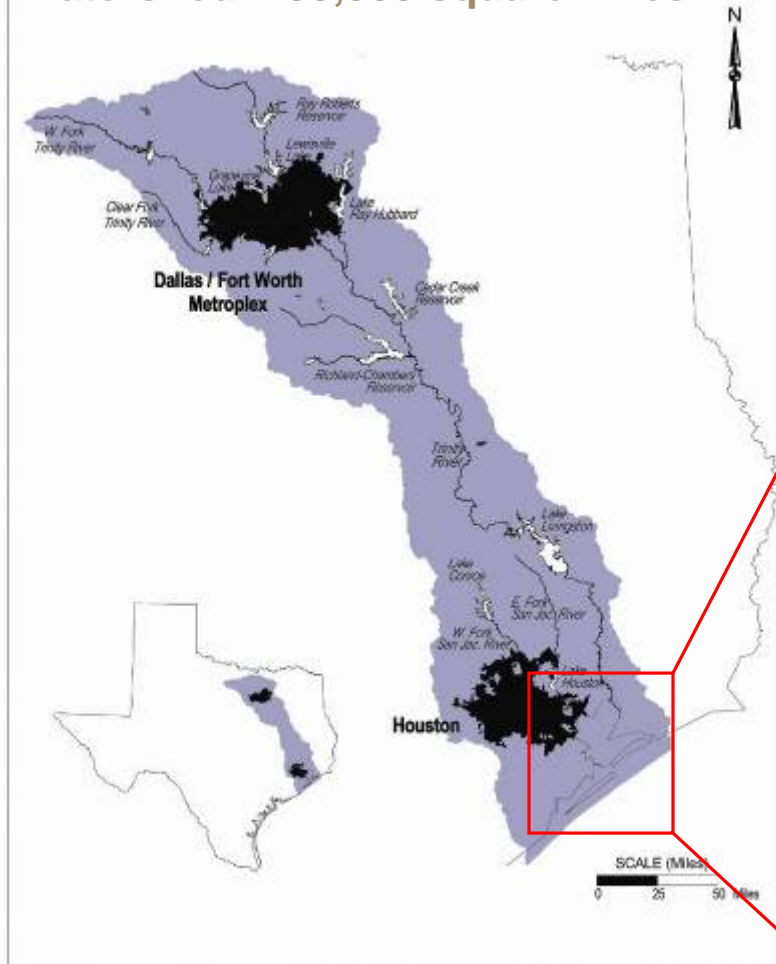 N
Ray Roberts
Reservoir
W. Fork
Trinity River
Lewisville
Lake
Grapevine
Lake
Clear Fork
Trinity River
Lake
Ray Hubbard
Dallas / Fort Worth
Metroplex
Cedar Creek
Reservoir
Richland-Chambers
Reservoir
Trinity
River
Lake
Livingston
Lake
Conroe
E. Fork
San Jac. River
W. Fork
San Jac. River
Lake
Houston
Houston
SCALE (Miles)
0 25 50 Miles